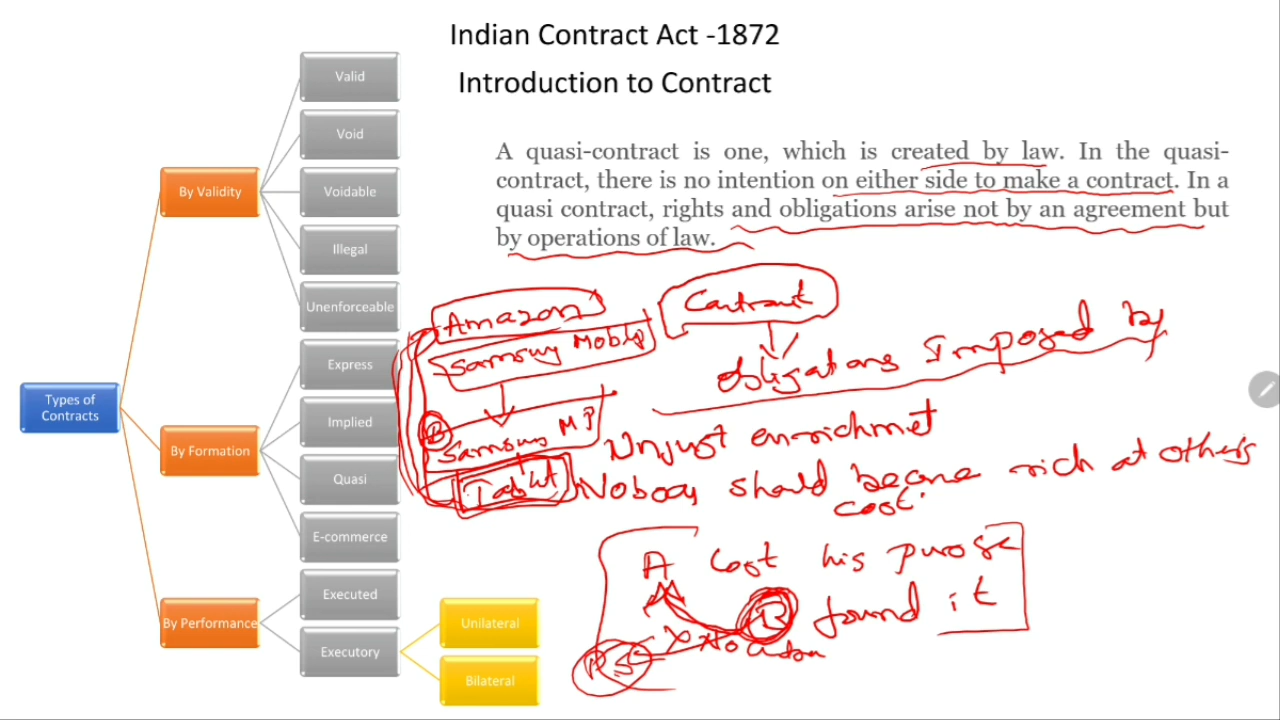 Indian Contract Act -1872
Introduction to Contract
A quasi-contract is one, which is created by law. In the quasi-
contract, there is no intention on either side to make a contract. In a
quasi contract, rights and obligations arise not by an agreement but
by operations of law.
Types of
Contracts
By Validity
Valid
Void
Voidable
Illegal
Unenforceable
By Formation
Express
Implied
Quasi
E-commerce
By Performance
Executed
Executory
Unilateral
Bilateral
Amazon
Samsung Mobile
B
Samsung MP
Tablet
Contract
Obligations Imposed by
Unjust enrichmet
Nobody should become rich at others
cost
A Lost his purse
B found it
PS